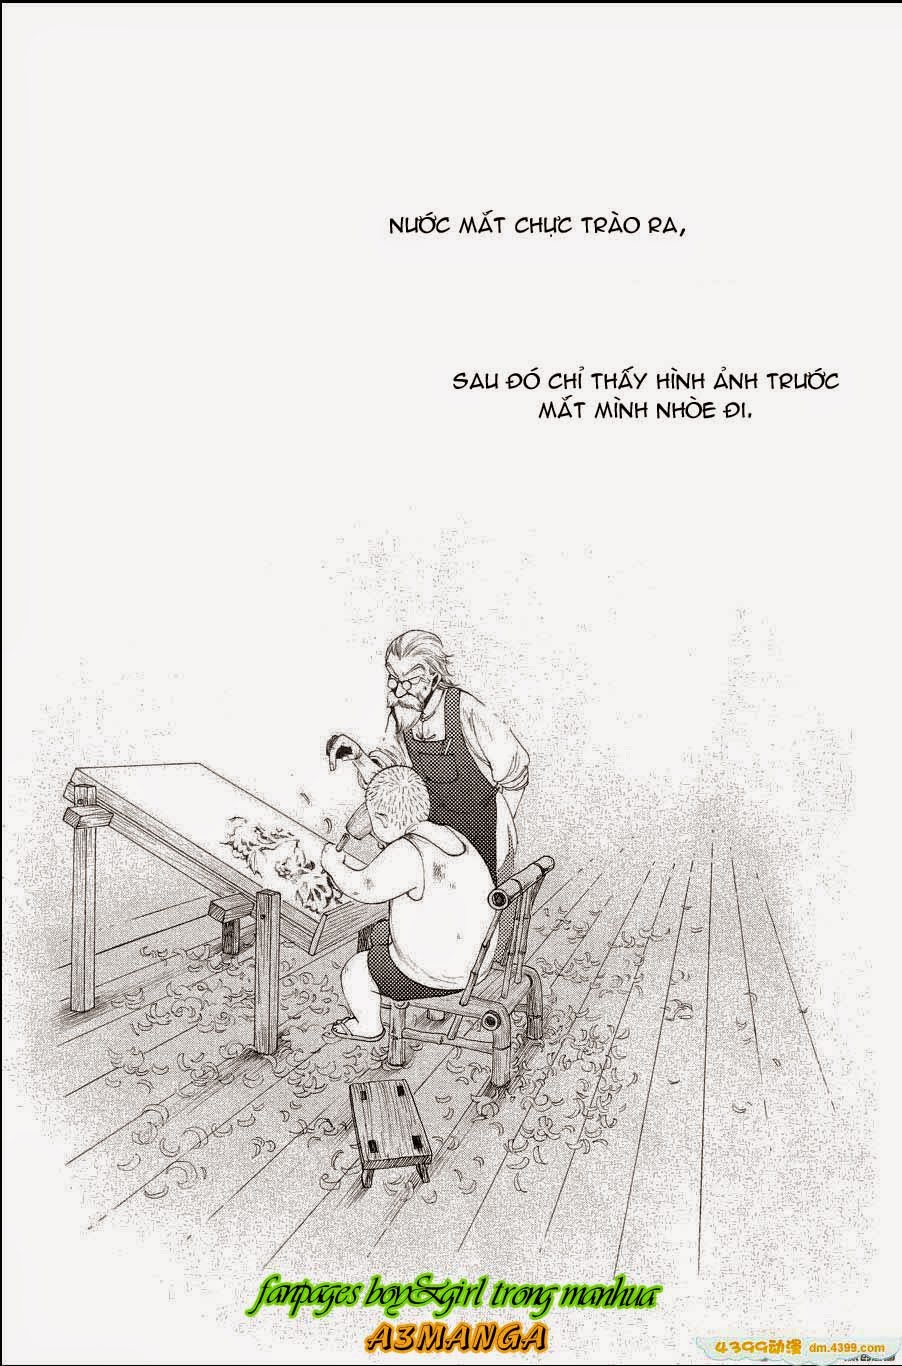 NƯỚC MẮT CHỰC TRÀO RA,
SAU ĐÓ CHỈ THẤY HÌNH ẢNH TRƯỚC
MẮT MÌNH NHÒE ĐI.
fanpages boy&girl trong manhua
A3MANGA
4399动漫 dm.4399.com